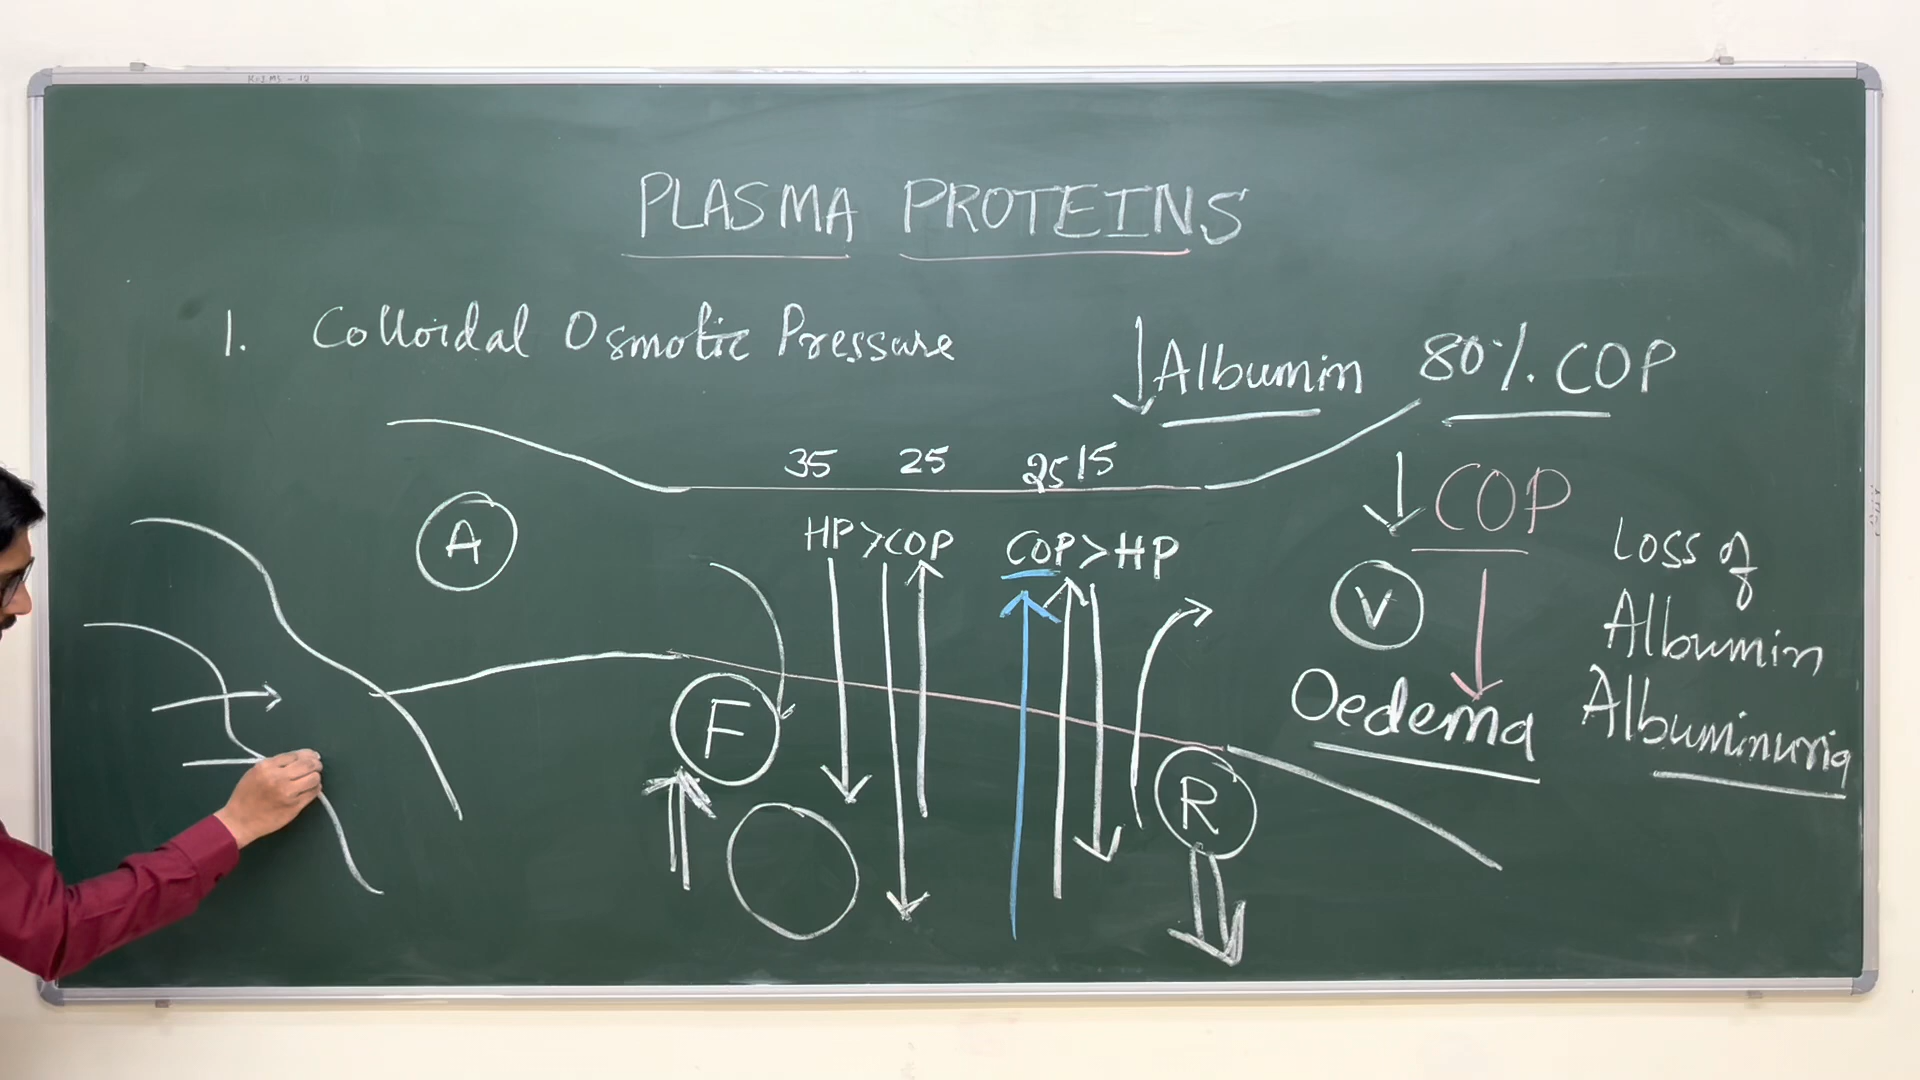 PLASMA PROTEINS
1. Colloidal Osmotic Pressure
↓ Albumin 80%. COP
35 25 25 15
↓ COP
A
HP>COP COP>HP
Loss of
V
Albumin
F
Oedema
Albuminuria
R